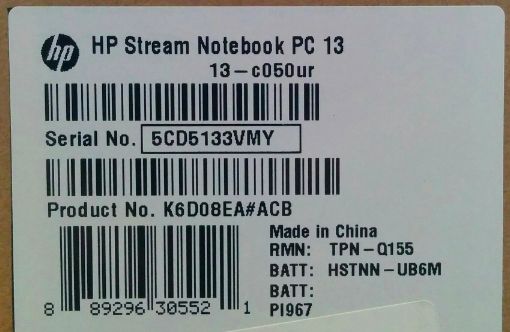 hp HP Stream Notebook PC 13
13-c050ur
Serial No. 5CD5133VMY
Product No. K6D08EA#ACB
Made in China
RMN: TPN-Q155
BATT: HSTNN-UB6M
BATT:
PI967
8 89296 30552 1